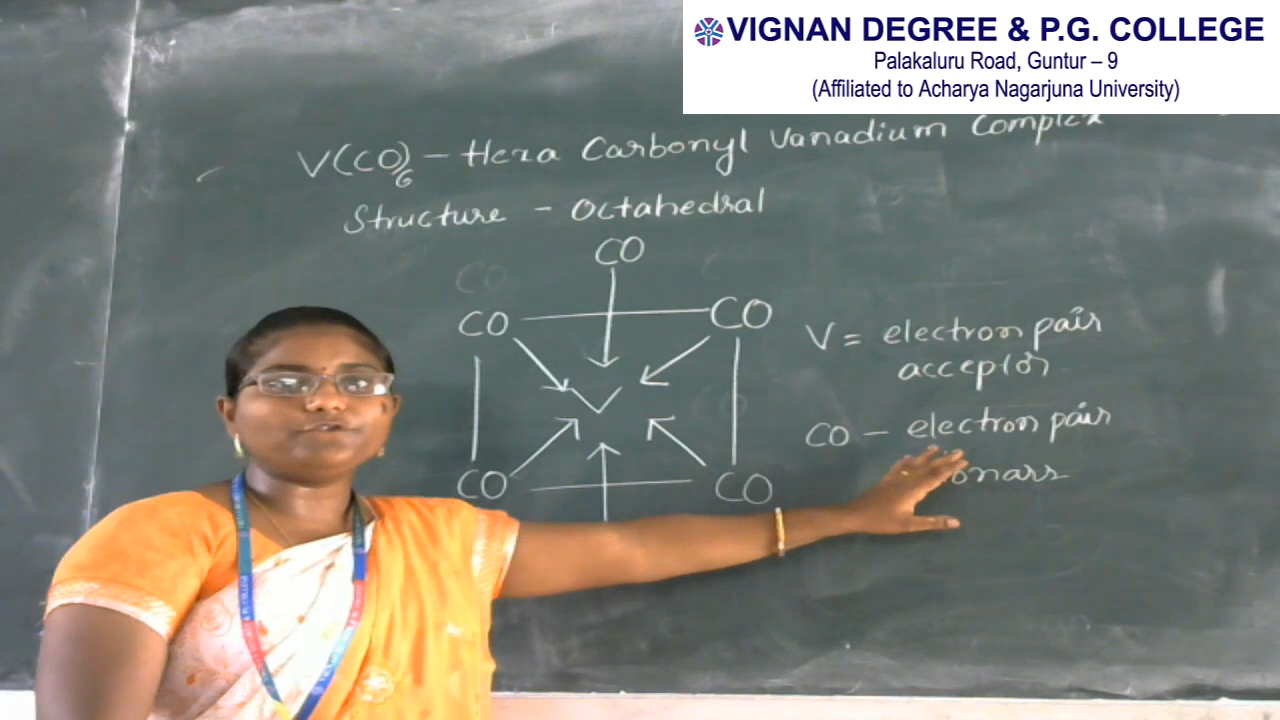 VIGNAN DEGREE & P.G. COLLEGE
Palakaluru Road, Guntur – 9
(Affiliated to Acharya Nagarjuna University)
V(CO)6 – Hexa Carbonyl Vanadium Complex
Structure – Octahedral
CO
CO CO
V
CO CO
V = electron pair
acceptor
CO – electron pair